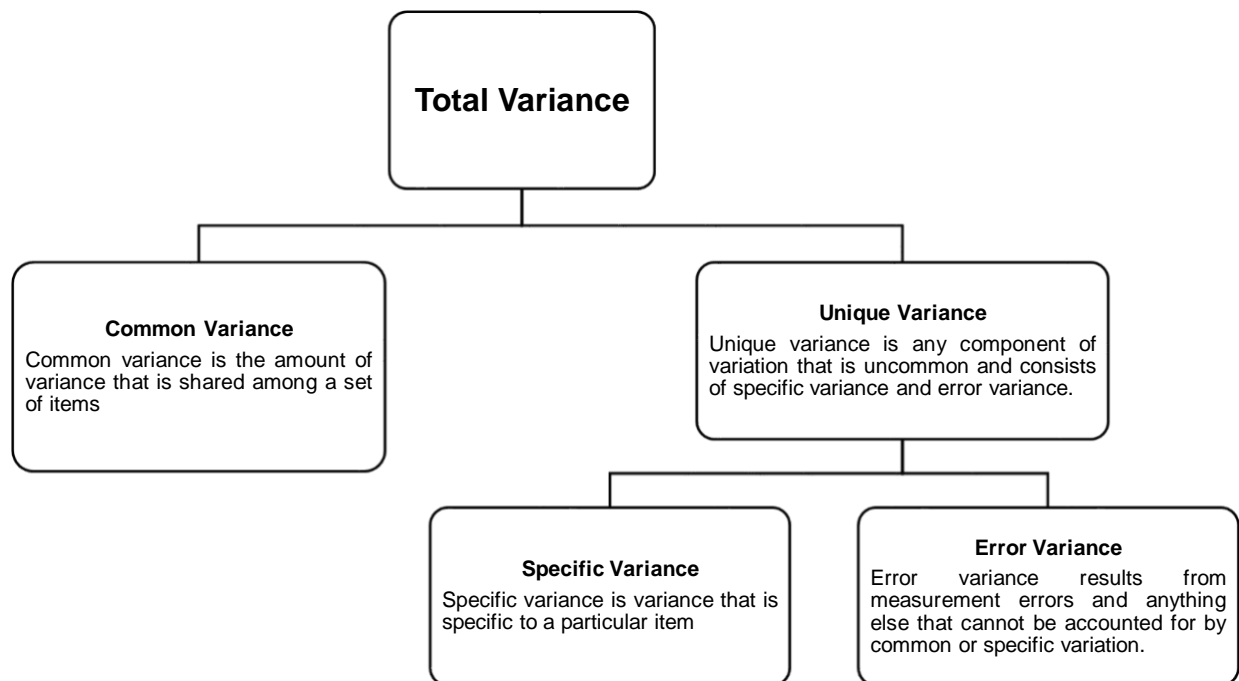 Total Variance
Common Variance
Common variance is the amount of
variance that is shared among a set
of items
Unique Variance
Unique variance is any component of
variation that is uncommon and consists
of specific variance and error variance.
Specific Variance
Specific variance is variance that is
specific to a particular item
Error Variance
Error variance results from
measurement errors and anything
else that cannot be accounted for by
common or specific variation.